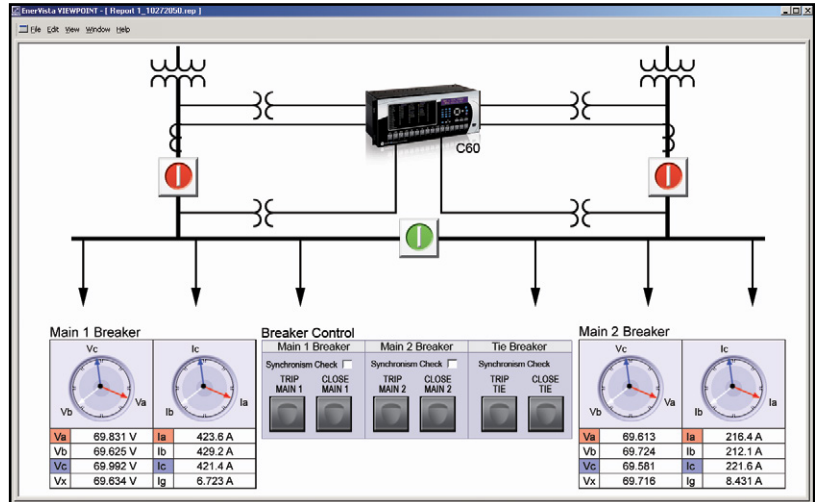 EnerVista VIEWPOINT - [ Report 1_10272050.rep ]
File Edit View Window Help
C60
Main 1 Breaker
Vc
Va
Vb
Ic
Ia
Ib
Va 69.831 V Ia 423.6 A
Vb 69.625 V Ib 429.2 A
Vc 69.992 V Ic 421.4 A
Vx 69.634 V Ig 6.723 A
Breaker Control
Main 1 Breaker Main 2 Breaker Tie Breaker
Synchronism Check Synchronism Check Synchronism Check
TRIP CLOSE TRIP CLOSE TRIP CLOSE
MAIN 1 MAIN 1 MAIN 2 MAIN 2 TIE TIE
Main 2 Breaker
Vc
Va
Vb
Ic
Ia
Ib
Va 69.613 Ia 216.4 A
Vb 69.724 Ib 212.1 A
Vc 69.581 Ic 221.6 A
Vx 69.716 Ig 8.431 A